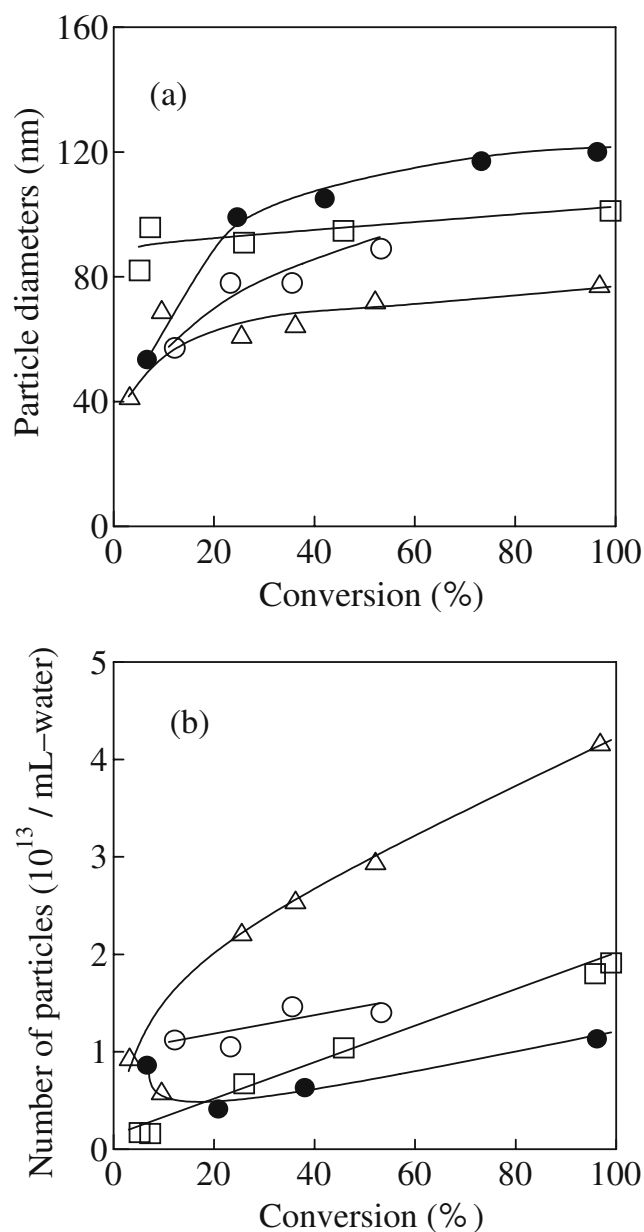 160
120
80
40
0
Particle diameters (nm)
(a)
0 20 40 60 80 100
Conversion (%)
5
4
3
2
1
0
Number of particles (10¹³ / mL–water)
(b)
0 20 40 60 80 100
Conversion (%)